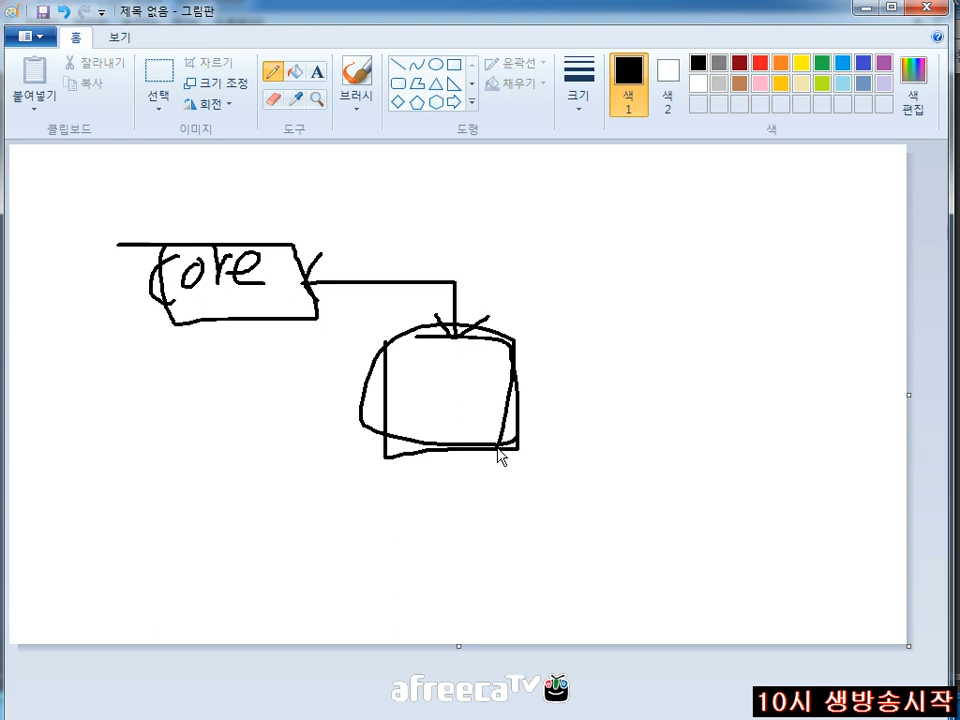 제목 없음 - 그림판
홈 보기
붙여넣기
잘라내기
복사
클립보드
선택
자르기
크기 조정
회전
이미지
A
도구
브러시
윤곽선
채우기
도형
크기
색 1
색 2
색 편집
색
core
afreecaTV
10시 생방송시작